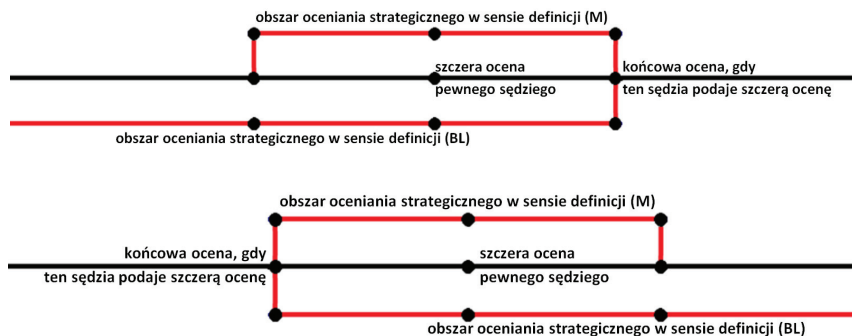 obszar oceniania strategicznego w sensie definicji (M)
szczera ocena
pewnego sędziego
końcowa ocena, gdy
ten sędzia podaje szczerą ocenę
obszar oceniania strategicznego w sensie definicji (BL)
obszar oceniania strategicznego w sensie definicji (M)
końcowa ocena, gdy
ten sędzia podaje szczerą ocenę
szczera ocena
pewnego sędziego
obszar oceniania strategicznego w sensie definicji (BL)